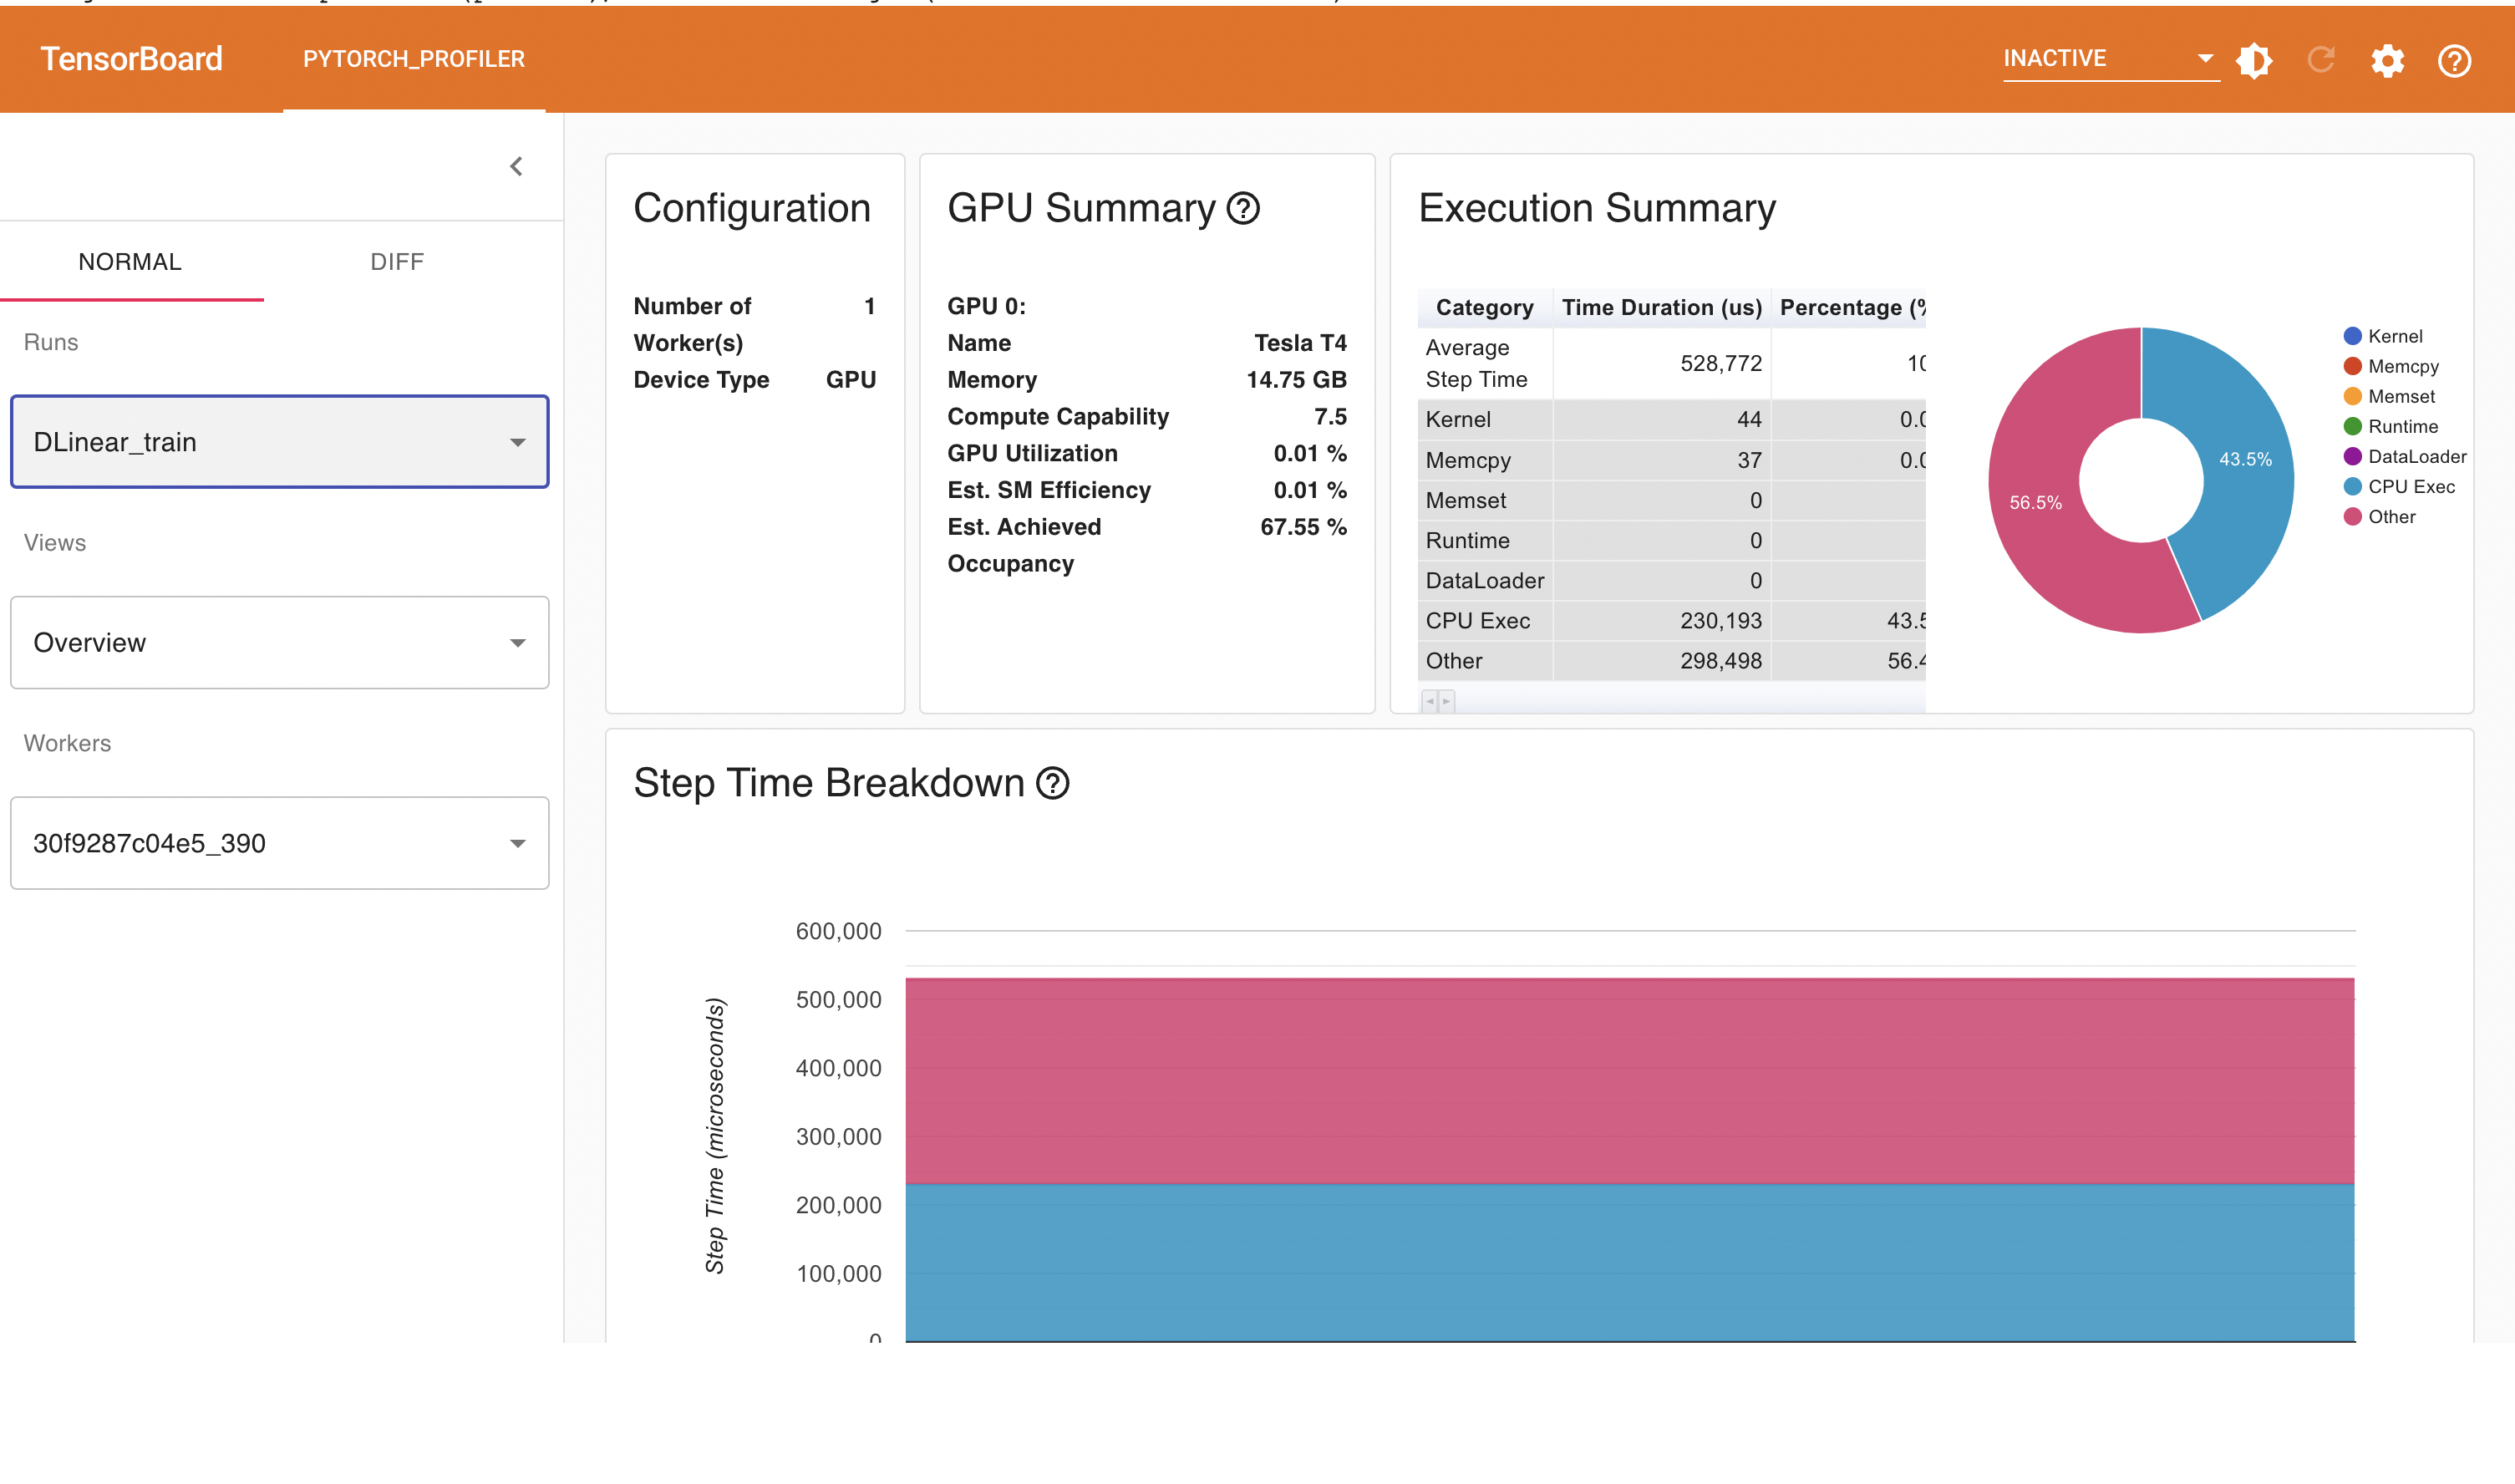 TensorBoard
PYTORCH_PROFILER
INACTIVE
NORMAL
DIFF
Runs
DLinear_train
Views
Overview
Workers
30f9287c04e5_390
Configuration
Number of Worker(s) 1
Device Type GPU
GPU Summary
GPU 0:
Name Tesla T4
Memory 14.75 GB
Compute Capability 7.5
GPU Utilization 0.01 %
Est. SM Efficiency 0.01 %
Est. Achieved Occupancy 67.55 %
Execution Summary
Category Time Duration (us) Percentage (%
Average Step Time 528,772 10
Kernel 44 0.0
Memcpy 37 0.0
Memset 0
Runtime 0
DataLoader 0
CPU Exec 230,193 43.5
Other 298,498 56.4
43.5%
56.5%
Kernel
Memcpy
Memset
Runtime
DataLoader
CPU Exec
Other
Step Time Breakdown
Step Time (microseconds)
600,000
500,000
400,000
300,000
200,000
100,000
0